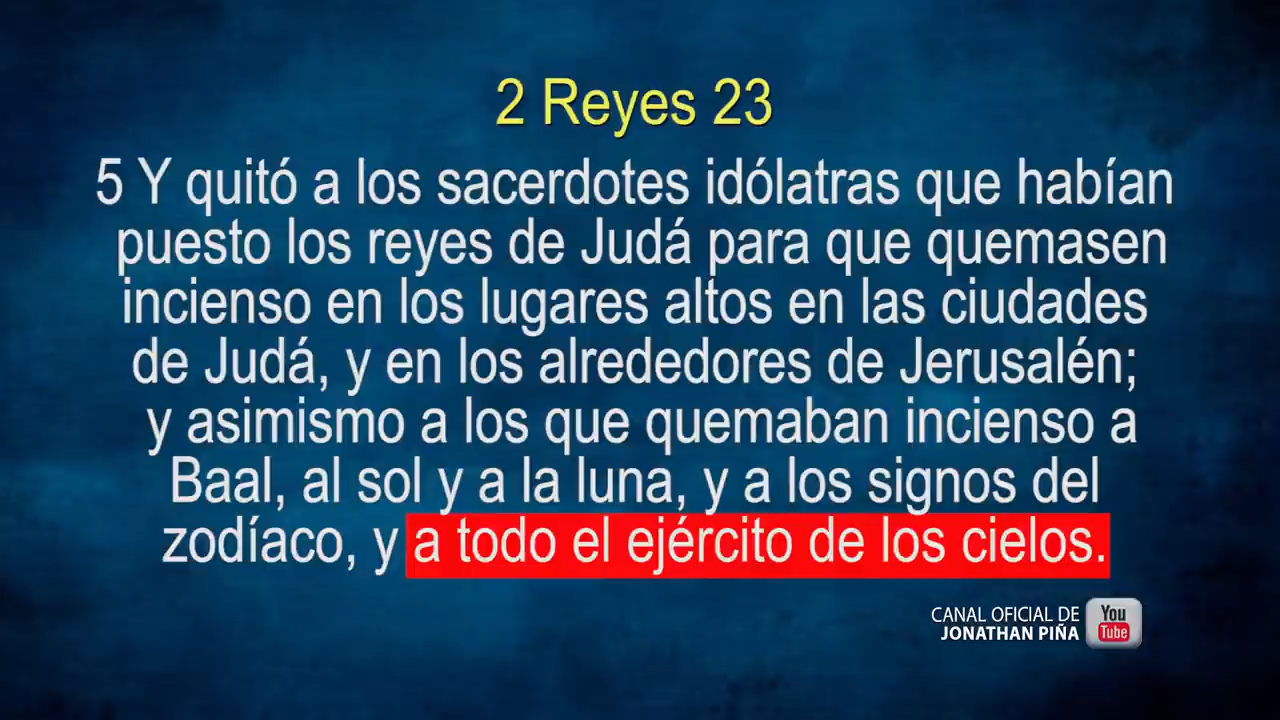 2 Reyes 23
5 Y quitó a los sacerdotes idólatras que habían
puesto los reyes de Judá para que quemasen
incienso en los lugares altos en las ciudades
de Judá, y en los alrededores de Jerusalén;
y asimismo a los que quemaban incienso a
Baal, al sol y a la luna, y a los signos del
zodíaco, y a todo el ejército de los cielos.
CANAL OFICIAL DE
JONATHAN PIÑA
You
Tube